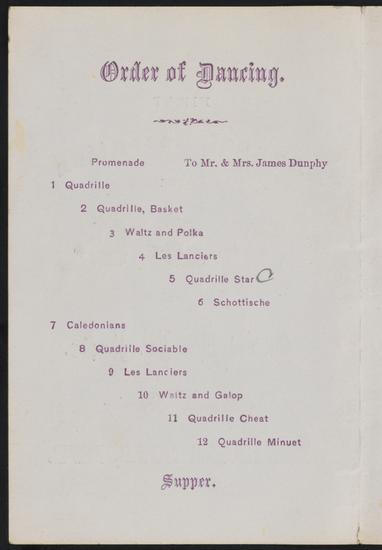 Order of Dancing.
Promenade To Mr. & Mrs. James Dunphy
1 Quadrille
2 Quadrille, Basket
3 Waltz and Polka
4 Les Lanciers
5 Quadrille Star
6 Schottische
7 Caledonians
8 Quadrille Sociable
9 Les Lanciers
10 Waltz and Galop
11 Quadrille Cheat
12 Quadrille Minuet
Supper.